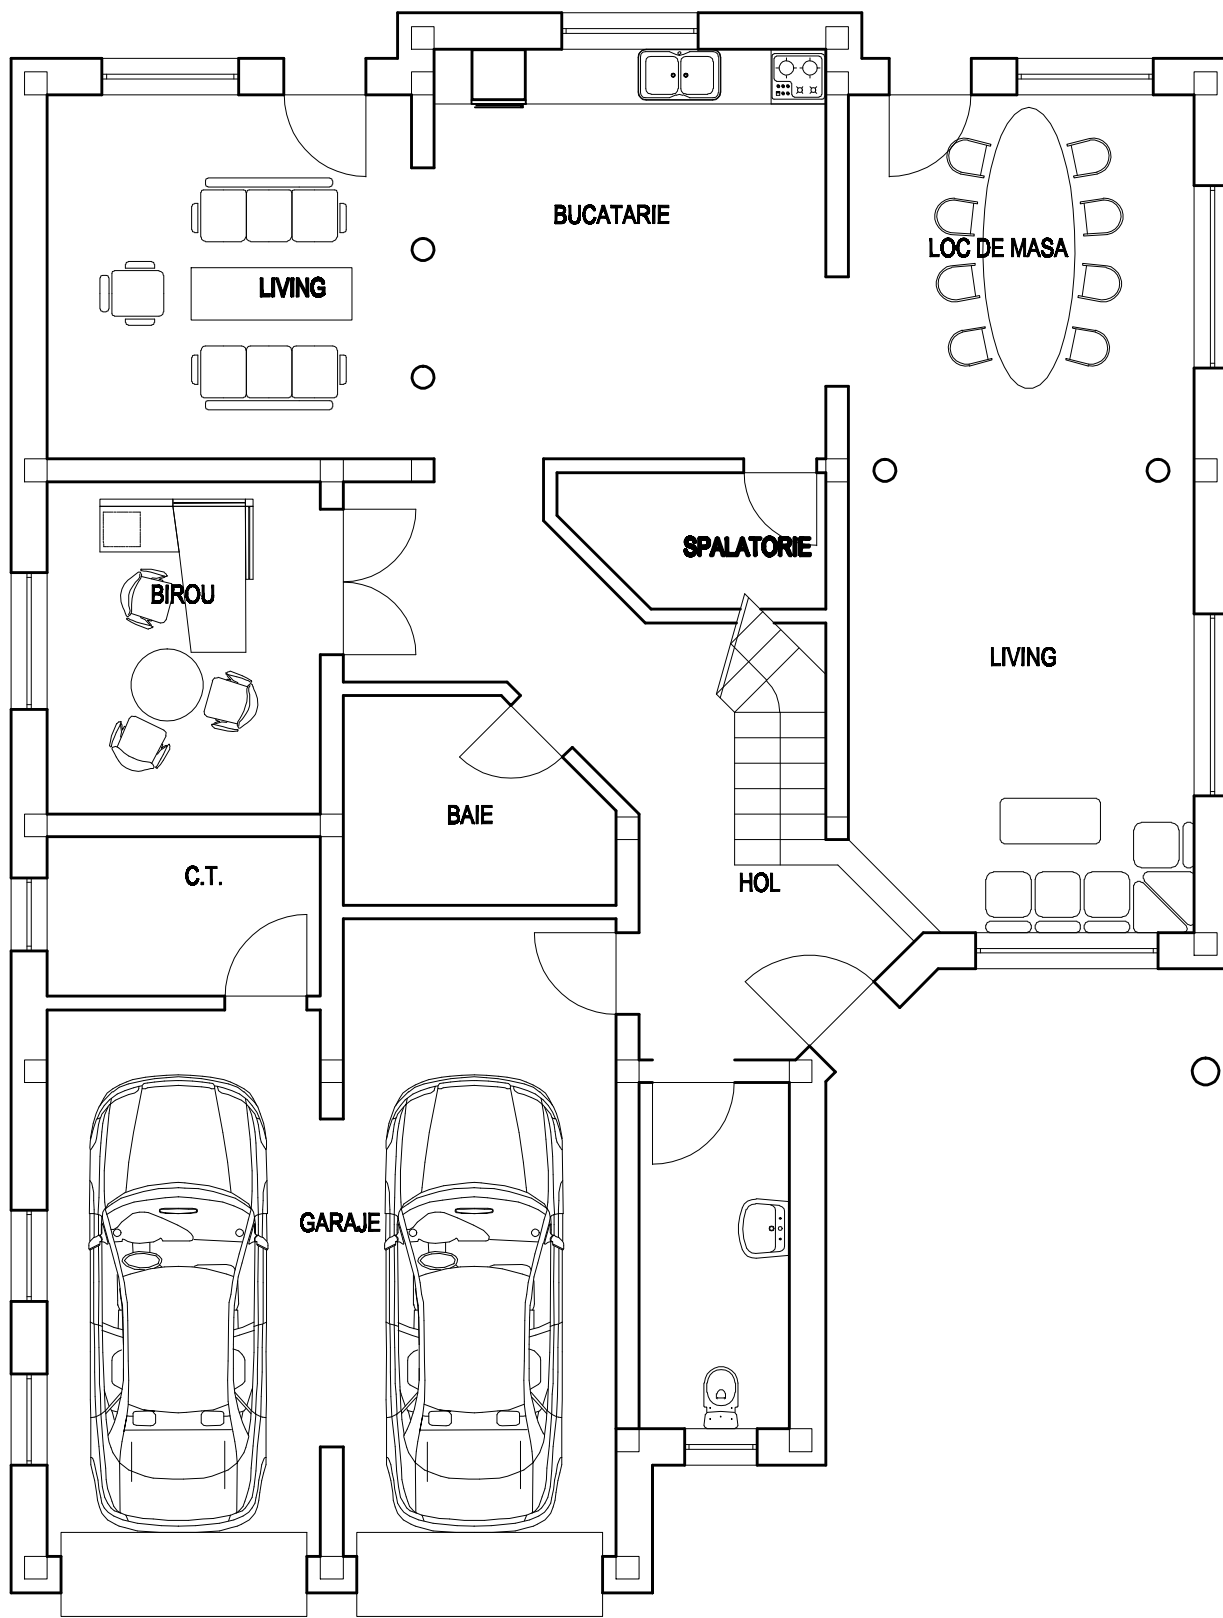 BUCATARIE
LOC DE MASA
LIVING
SPALATORIE
BIROU
LIVING
BAIE
C.T.
HOL
GARAJE